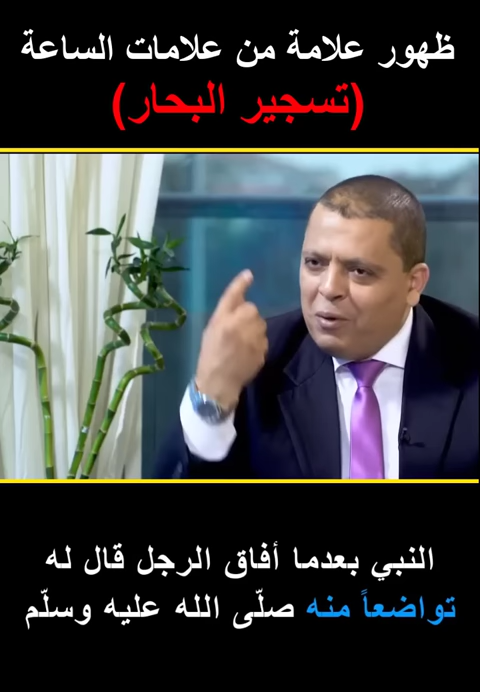 ظهور علامة من علامات الساعة
(تسجير البحار)
النبي بعدما أفاق الرجل قال له
تواضعاً منه صلّى الله عليه وسلّم